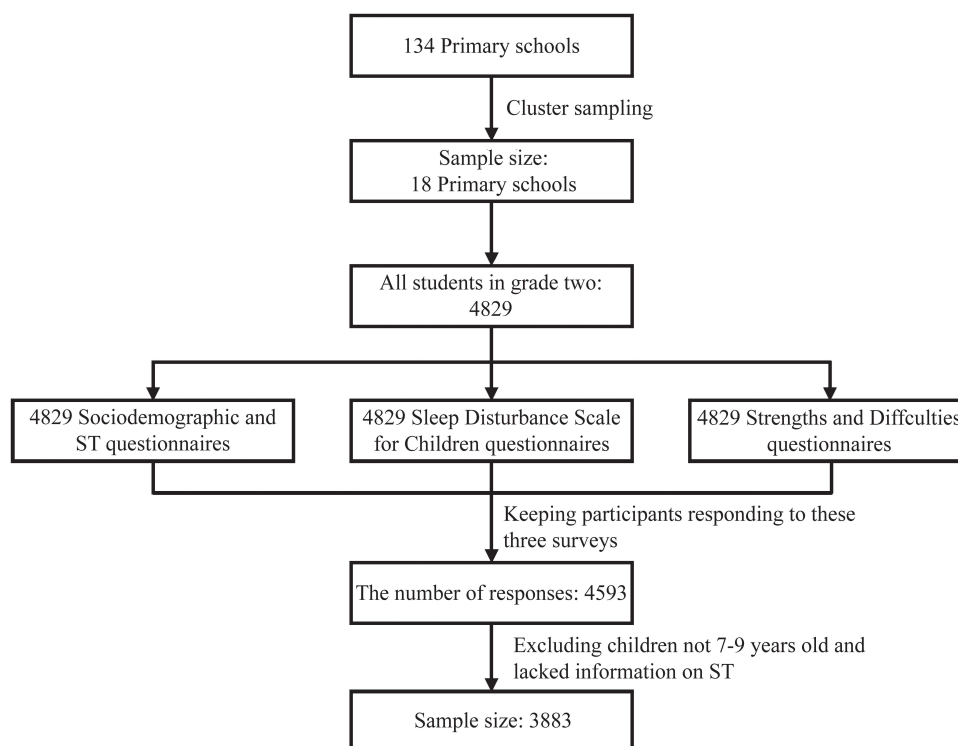 134 Primary schools
Cluster sampling
Sample size:
18 Primary schools
All students in grade two:
4829
4829 Sociodemographic and
ST questionnaires
4829 Sleep Disturbance Scale
for Children questionnaires
4829 Strengths and Diffculties
questionnaires
Keeping participants responding to these
three surveys
The number of responses: 4593
Excluding children not 7-9 years old and
lacked information on ST
Sample size: 3883